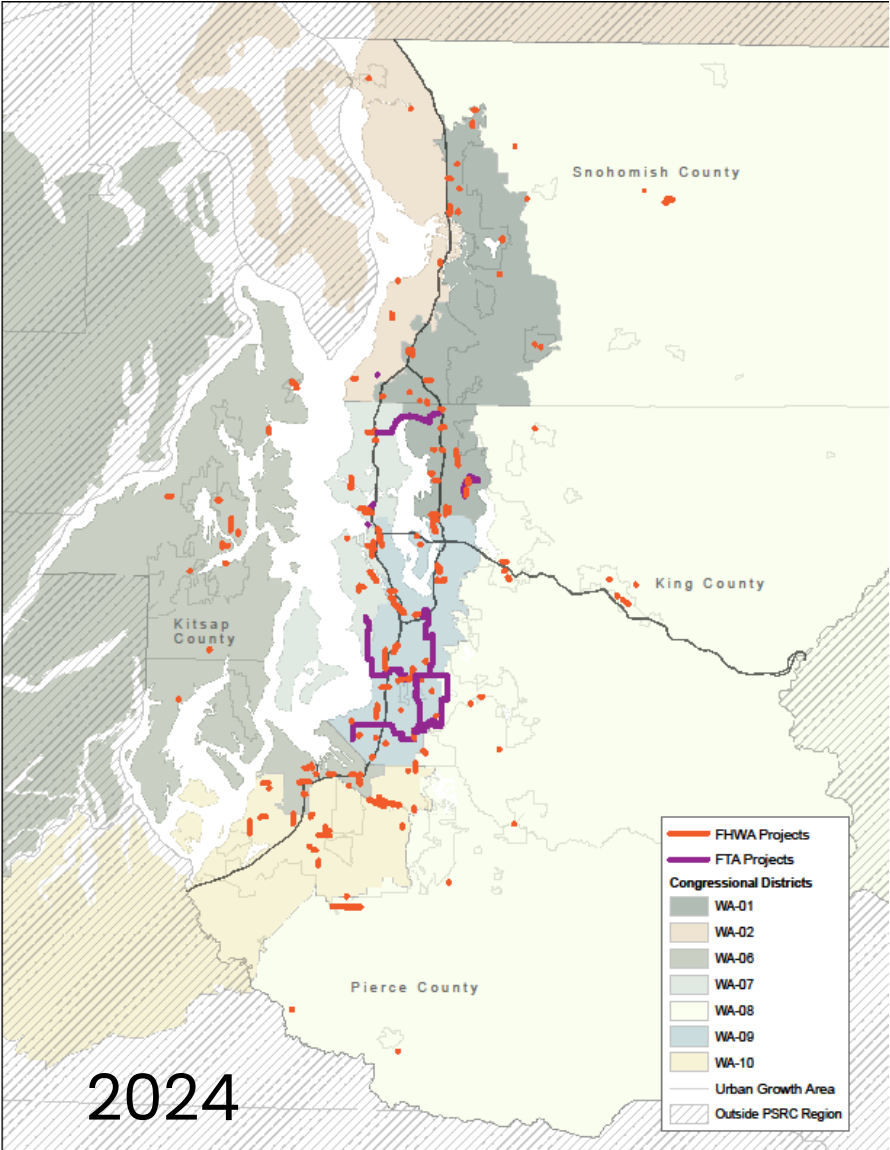 Snohomish County
King County
Kitsap
County
Pierce County
2024
FHWA Projects
FTA Projects
Congressional Districts
WA-01
WA-02
WA-06
WA-07
WA-08
WA-09
WA-10
Urban Growth Area
Outside PSRC Region